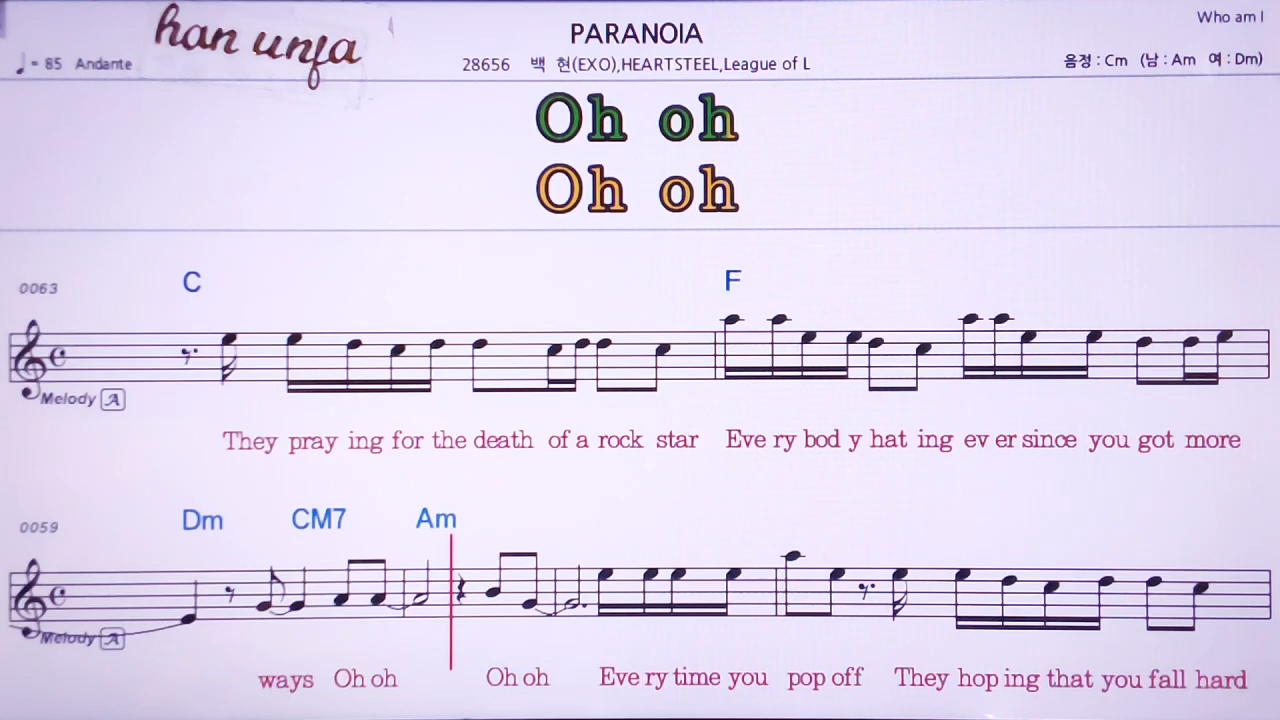 Who am I
han unfa
PARANOIA
♩= 85 Andante
28656 백 현(EXO),HEARTSTEEL,League of L
음정 : Cm (남 : Am 여 : Dm)
Oh oh
Oh oh
0063
C F
Melody A
They pray ing for the death of a rock star Eve ry bod y hat ing ev er since you got more
0059
Dm CM7 Am
Melody A
ways Oh oh Oh oh Eve ry time you pop off They hop ing that you fall hard